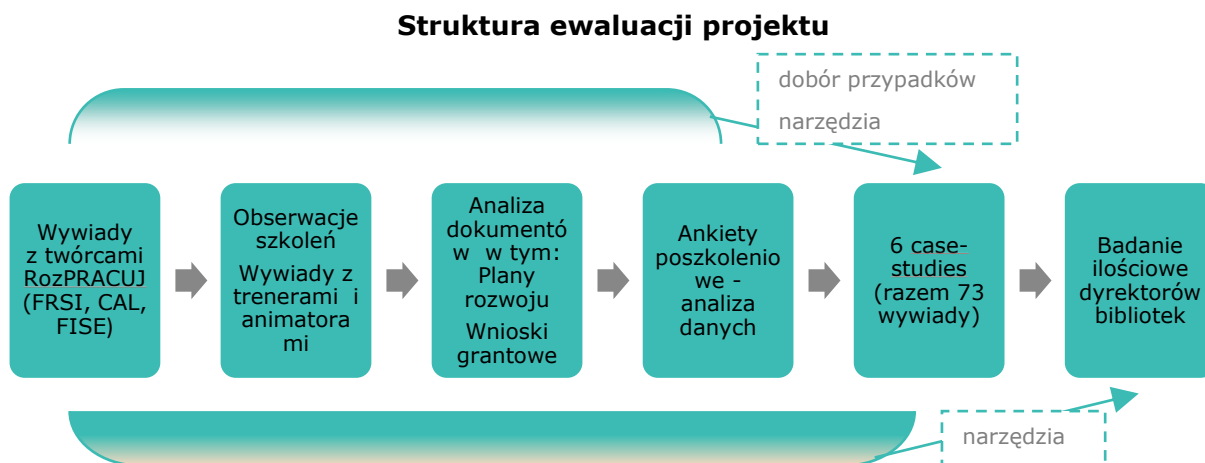 Struktura ewaluacji projektu
dobór przypadków
narzędzia
Wywiady
z twórcami
RozPRACUJ
(FRSI, CAL,
FISE)
Obserwacje
szkoleń
Wywiady z
trenerami i
animatora
mi
Analiza
dokumentó
w w tym:
Plany
rozwoju
Wnioski
grantowe
Ankiety
poszkolenio
we -
analiza
danych
6 case-
studies
(razem 73
wywiady)
Badanie
ilościowe
dyrektorów
bibliotek
narzędzia